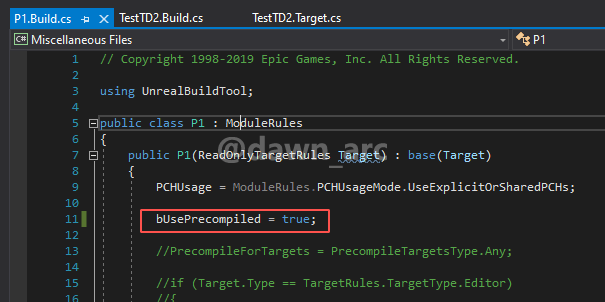 P1.Build.cs TestTD2.Build.cs TestTD2.Target.cs
C# Miscellaneous Files P1
1 // Copyright 1998-2019 Epic Games, Inc. All Rights Reserved.
2
3 using UnrealBuildTool;
4
5 public class P1 : ModuleRules
6 {
@dawn_arc
7 public P1(ReadOnlyTargetRules Target) : base(Target)
8 {
9 PCHUsage = ModuleRules.PCHUsageMode.UseExplicitOrSharedPCHs;
10
11 bUsePrecompiled = true;
12
13 //PrecompileForTargets = PrecompileTargetsType.Any;
14
15 //if (Target.Type == TargetRules.TargetType.Editor)
16 //{